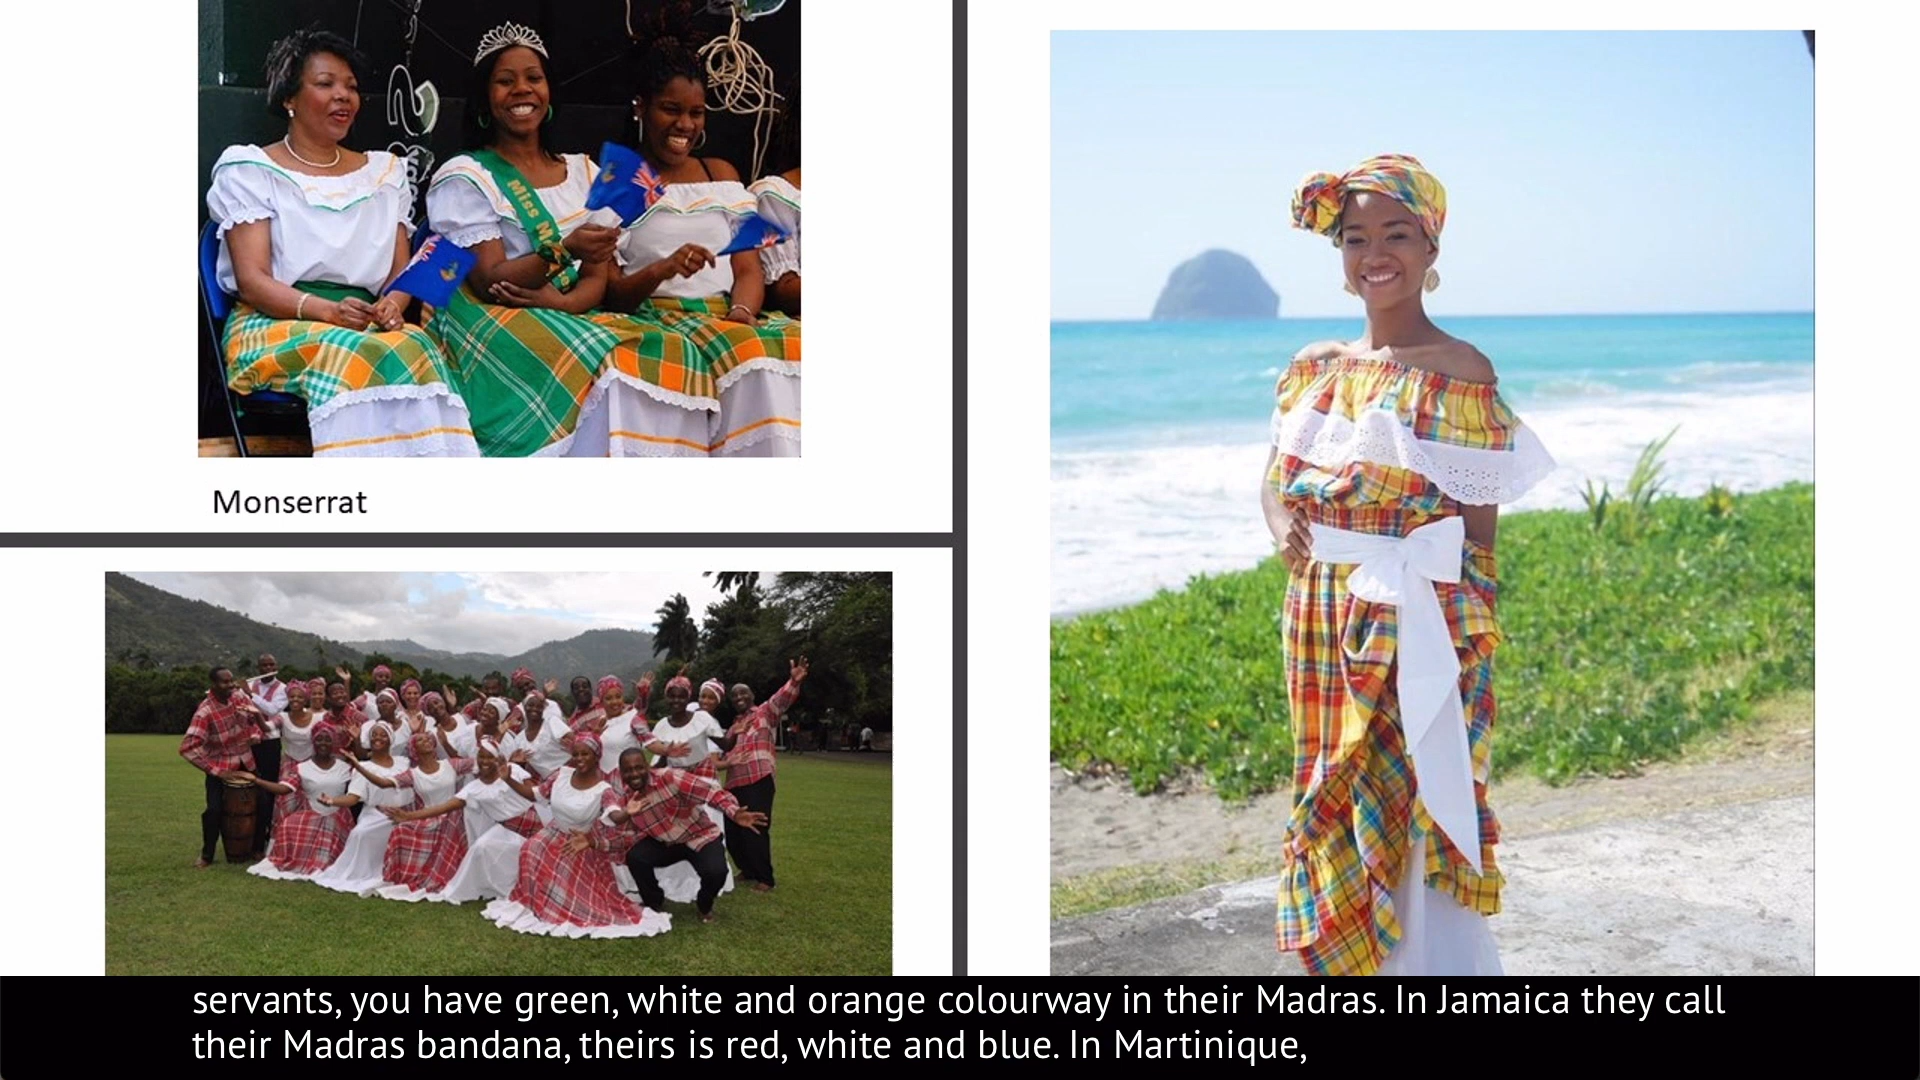 Miss M
Monserrat
servants, you have green, white and orange colourway in their Madras. In Jamaica they call
their Madras bandana, theirs is red, white and blue. In Martinique,